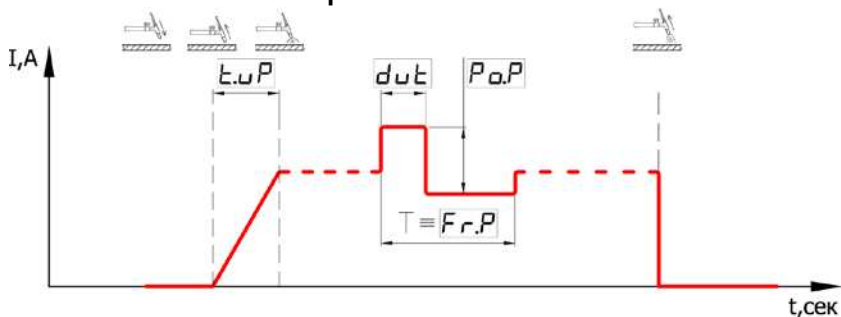 I,A
t.uP
dut
Po.P
T ≡ Fr.P
t,сек